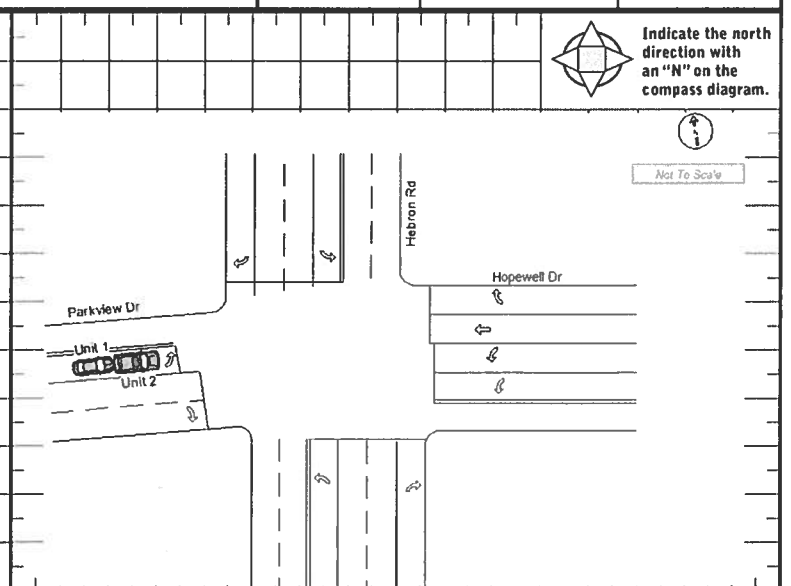 Indicate the north
direction with
an “N” on the
compass diagram.
Not To Scale
Hebron Rd
Hopewell Dr
Parkview Dr
Unit 1
Unit 2